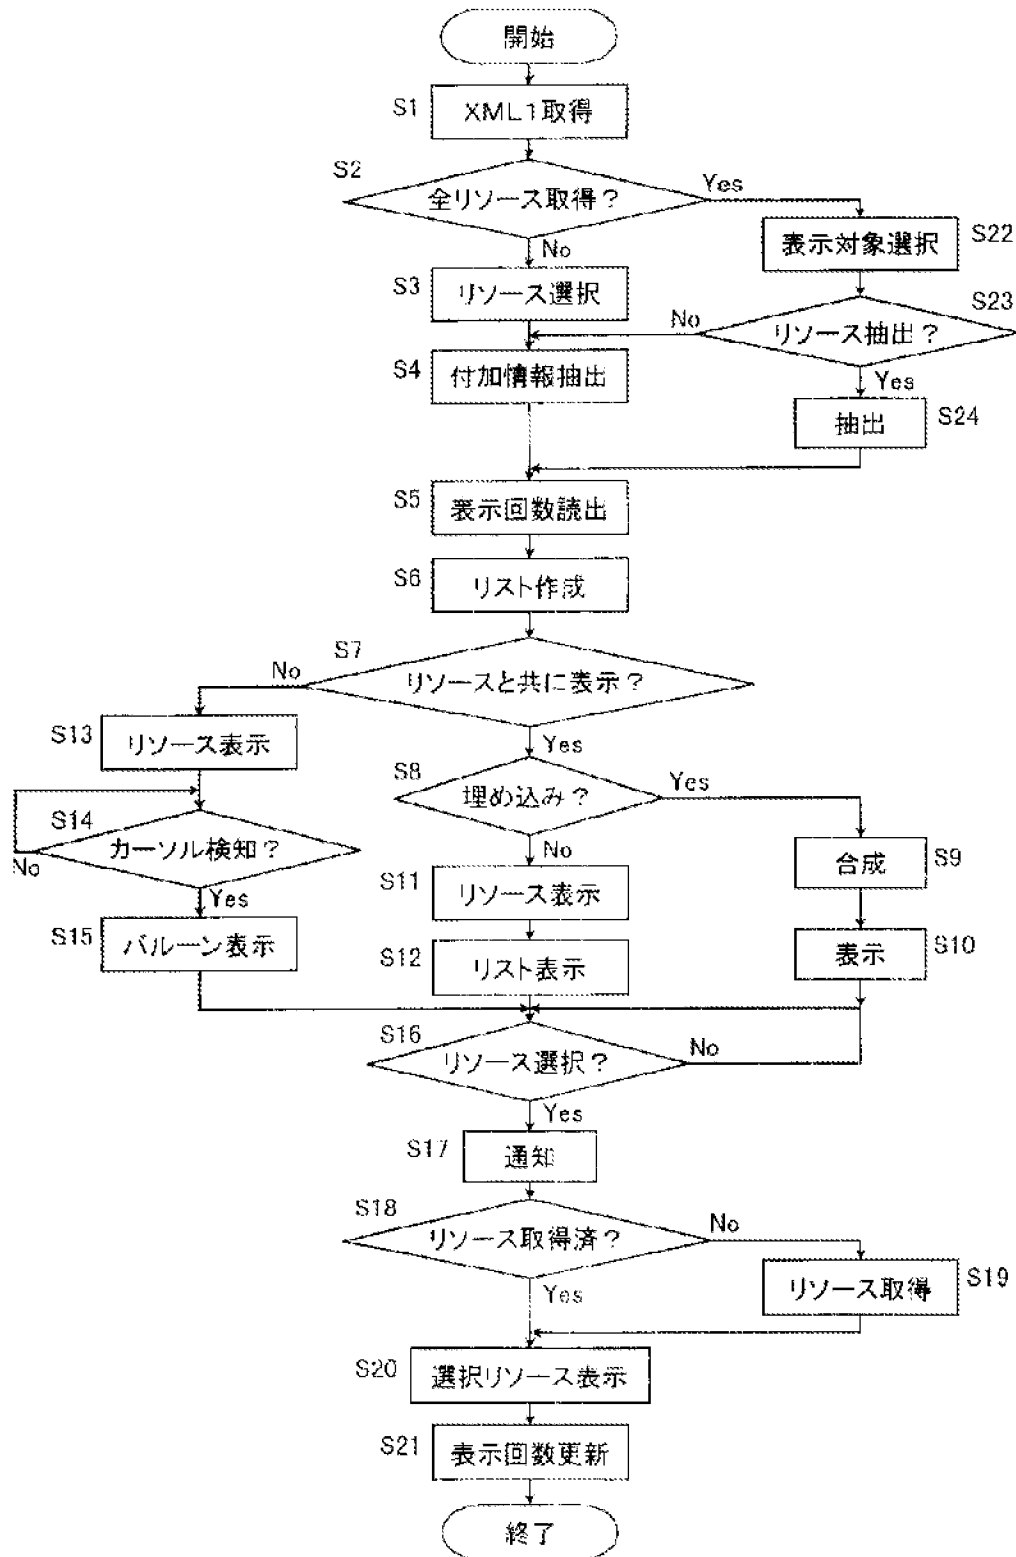 開始
S1
XML1取得
S2
全リソース取得？
Yes
No
S22
表示対象選択
S3
リソース選択
S23
リソース抽出？
No
Yes
S4
付加情報抽出
S24
抽出
S5
表示回数読出
S6
リスト作成
S7
リソースと共に表示？
No
Yes
S13
リソース表示
S8
埋め込み？
Yes
No
S14
カーソル検知？
No
Yes
S9
合成
S11
リソース表示
S15
バルーン表示
S10
表示
S12
リスト表示
S16
リソース選択？
No
Yes
S17
通知
S18
リソース取得済？
No
Yes
S19
リソース取得
S20
選択リソース表示
S21
表示回数更新
終了